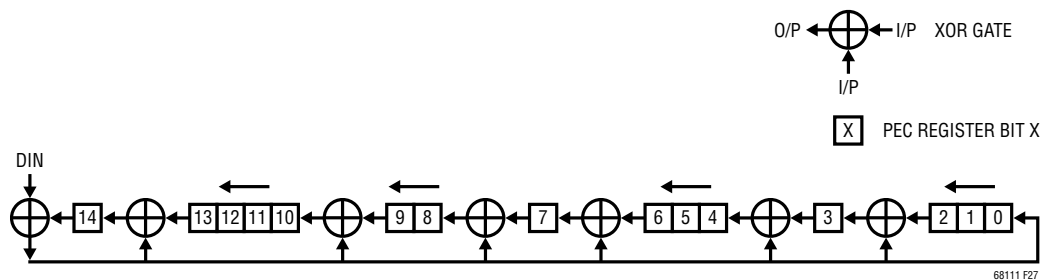 O/P I/P XOR GATE
I/P
X PEC REGISTER BIT X
DIN
14 13 12 11 10 9 8 7 6 5 4 3 2 1 0
68111 F27